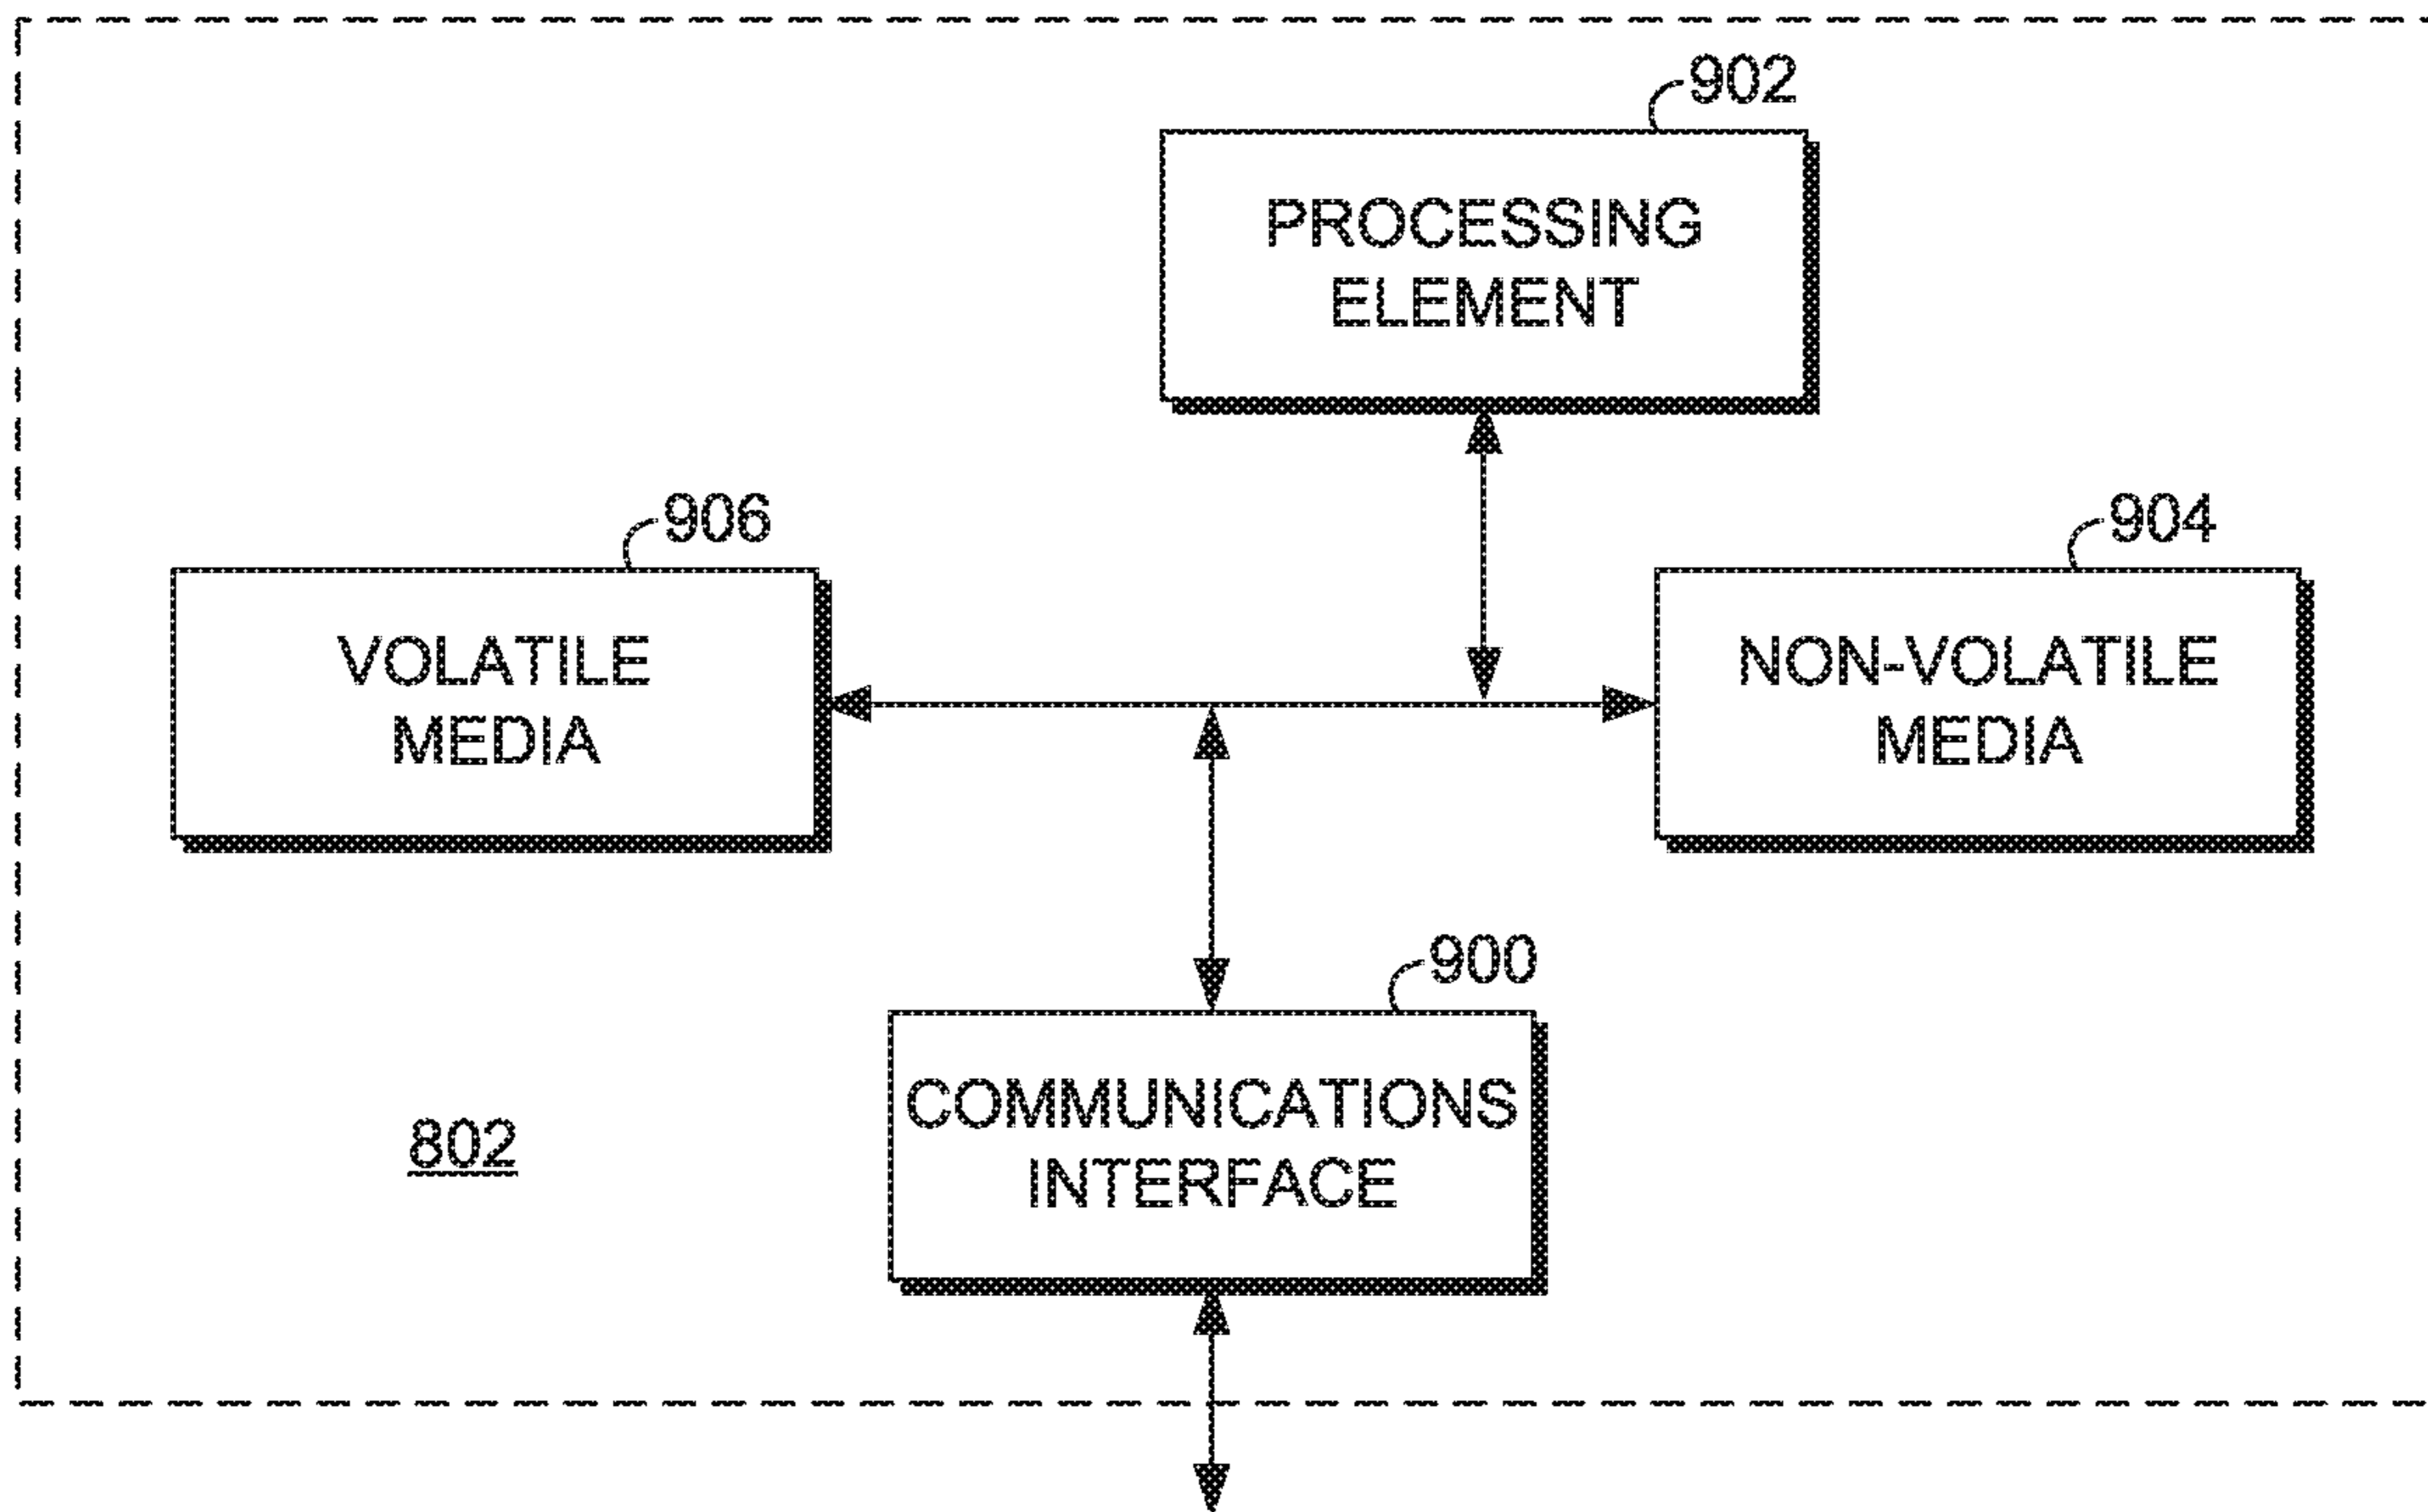 902
PROCESSING
ELEMENT
906
VOLATILE
MEDIA
904
NON-VOLATILE
MEDIA
900
COMMUNICATIONS
INTERFACE
802